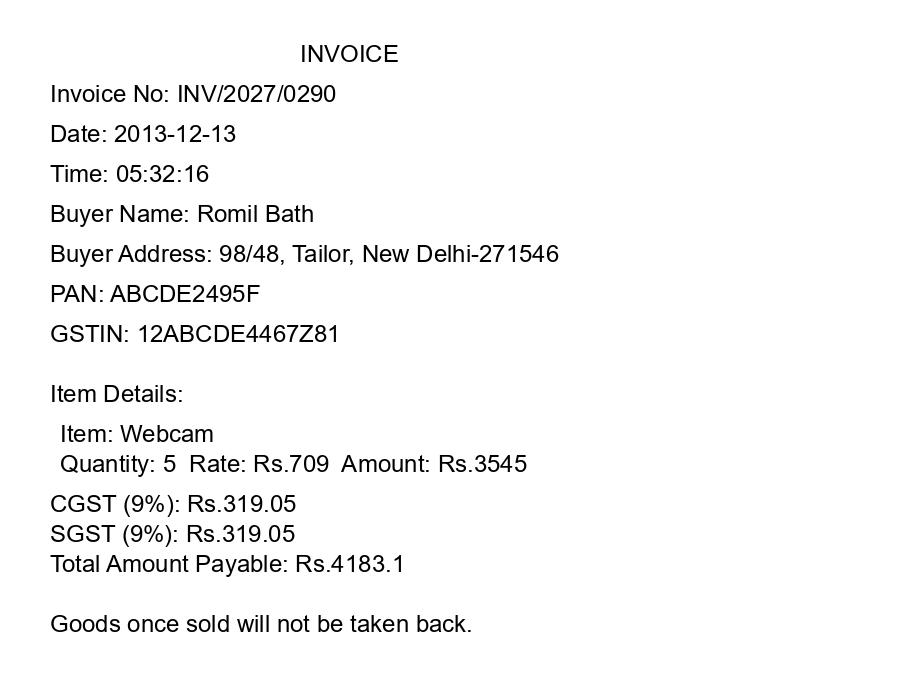 INVOICE
Invoice No: INV/2027/0290
Date: 2013-12-13
Time: 05:32:16
Buyer Name: Romil Bath
Buyer Address: 98/48, Tailor, New Delhi-271546
PAN: ABCDE2495F
GSTIN: 12ABCDE4467Z81
Item Details:
Item: Webcam
Quantity: 5  Rate: Rs.709  Amount: Rs.3545
CGST (9%): Rs.319.05
SGST (9%): Rs.319.05
Total Amount Payable: Rs.4183.1
Goods once sold will not be taken back.